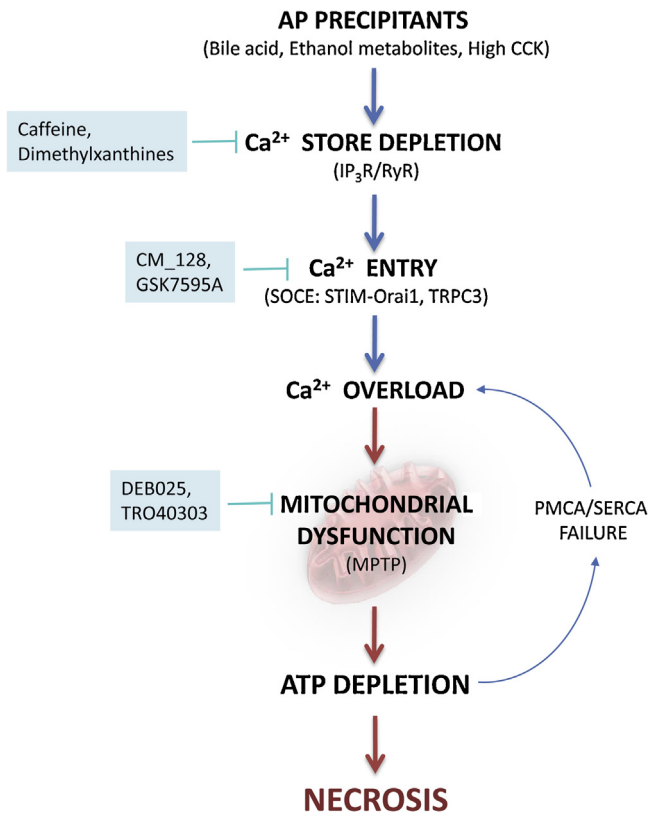 AP PRECIPITANTS
(Bile acid, Ethanol metabolites, High CCK)
Caffeine,
Dimethylxanthines
Ca²⁺ STORE DEPLETION
(IP₃R/RyR)
CM_128,
GSK7595A
Ca²⁺ ENTRY
(SOCE: STIM-Orai1, TRPC3)
Ca²⁺ OVERLOAD
DEB025,
TRO40303
MITOCHONDRIAL
DYSFUNCTION
(MPTP)
PMCA/SERCA
FAILURE
ATP DEPLETION
NECROSIS